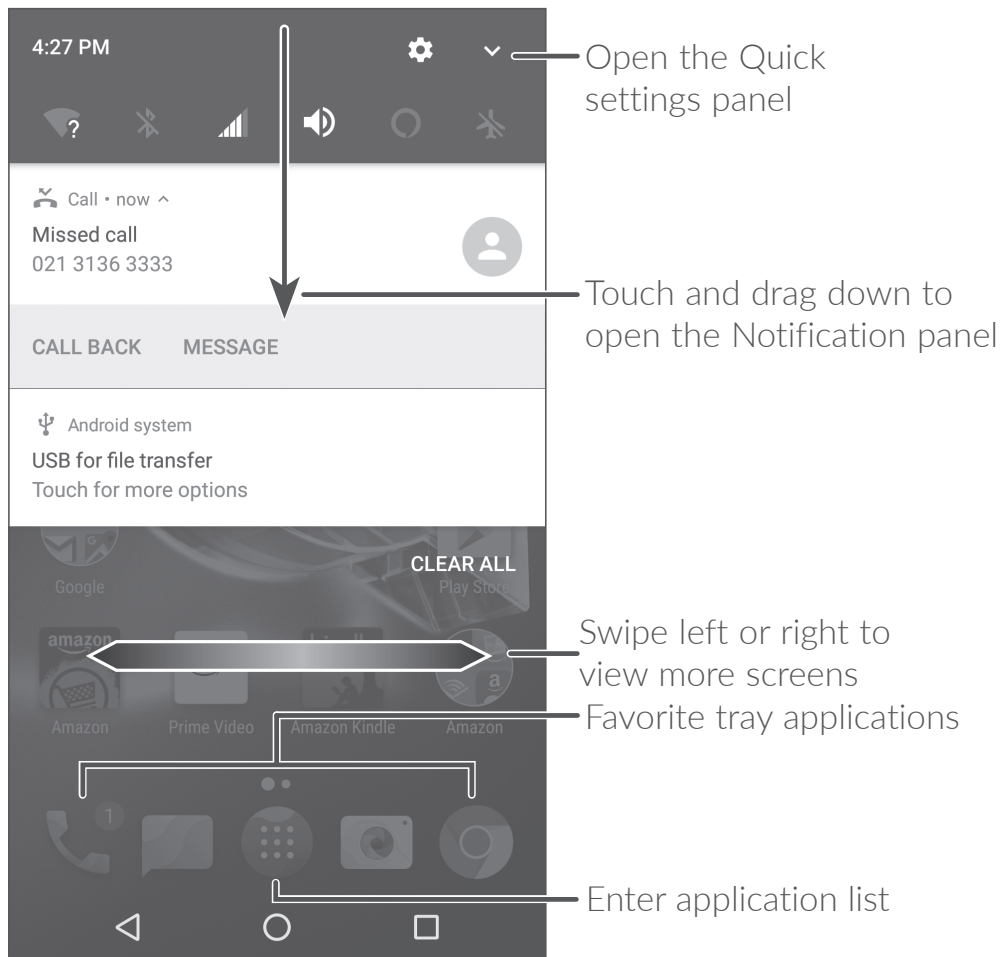 4:27 PM
Open the Quick
settings panel
?
Call • now
Missed call
021 3136 3333
Touch and drag down to
open the Notification panel
CALL BACK MESSAGE
Android system
USB for file transfer
Touch for more options
CLEAR ALL
G
Google
Play Store
Swipe left or right to
view more screens
amazon
a
Amazon
Prime Video
Amazon Kindle
Amazon
Favorite tray applications
1
Enter application list